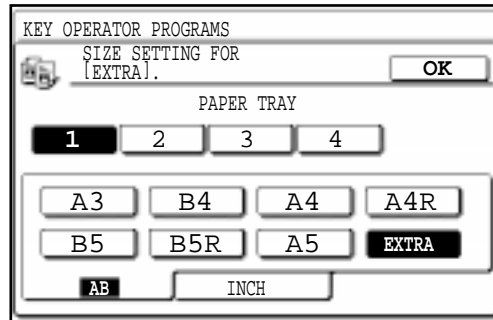 KEY OPERATOR PROGRAMS
SIZE SETTING FOR
[EXTRA].
OK
PAPER TRAY
1 2 3 4
A3 B4 A4 A4R
B5 B5R A5 EXTRA
AB INCH